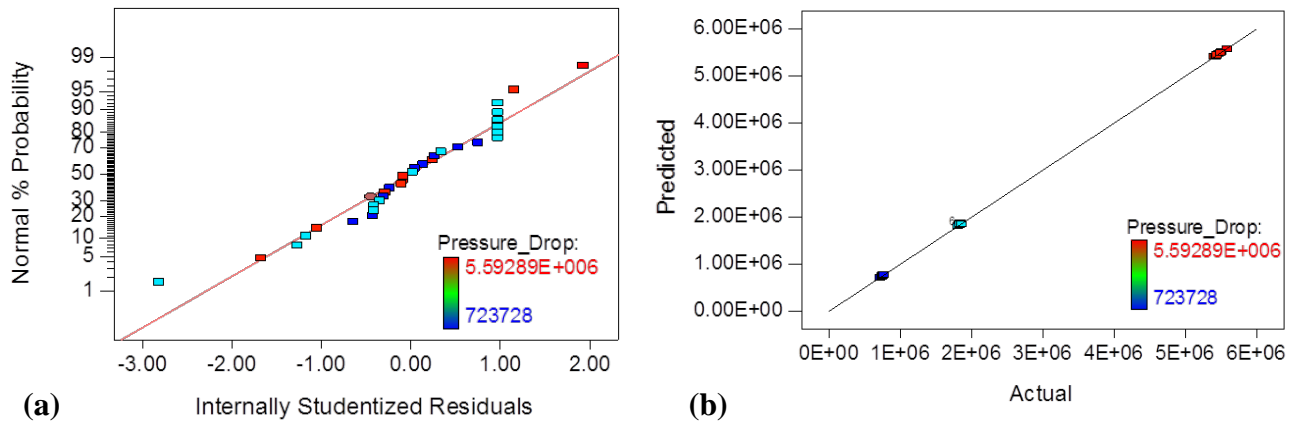 Normal % Probability
99
95
90
80
70
50
30
20
10
5
1
Pressure_Drop:
5.59289E+006
723728
-3.00
-2.00
-1.00
0.00
1.00
2.00
Internally Studentized Residuals
(a)
Predicted
6.00E+06
5.00E+06
4.00E+06
3.00E+06
2.00E+06
1.00E+06
0.00E+00
6
Pressure_Drop:
5.59289E+006
723728
0E+00
1E+06
2E+06
3E+06
4E+06
5E+06
6E+06
Actual
(b)